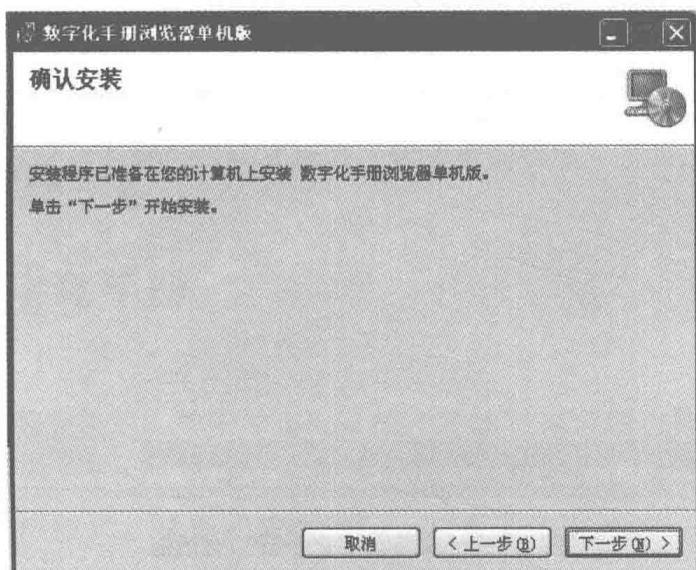 数字化手册浏览器单机版
确认安装
安装程序已准备在您的计算机上安装 数字化手册浏览器单机版。
单击“下一步”开始安装。
取消
< 上一步(B)
下一步(N) >